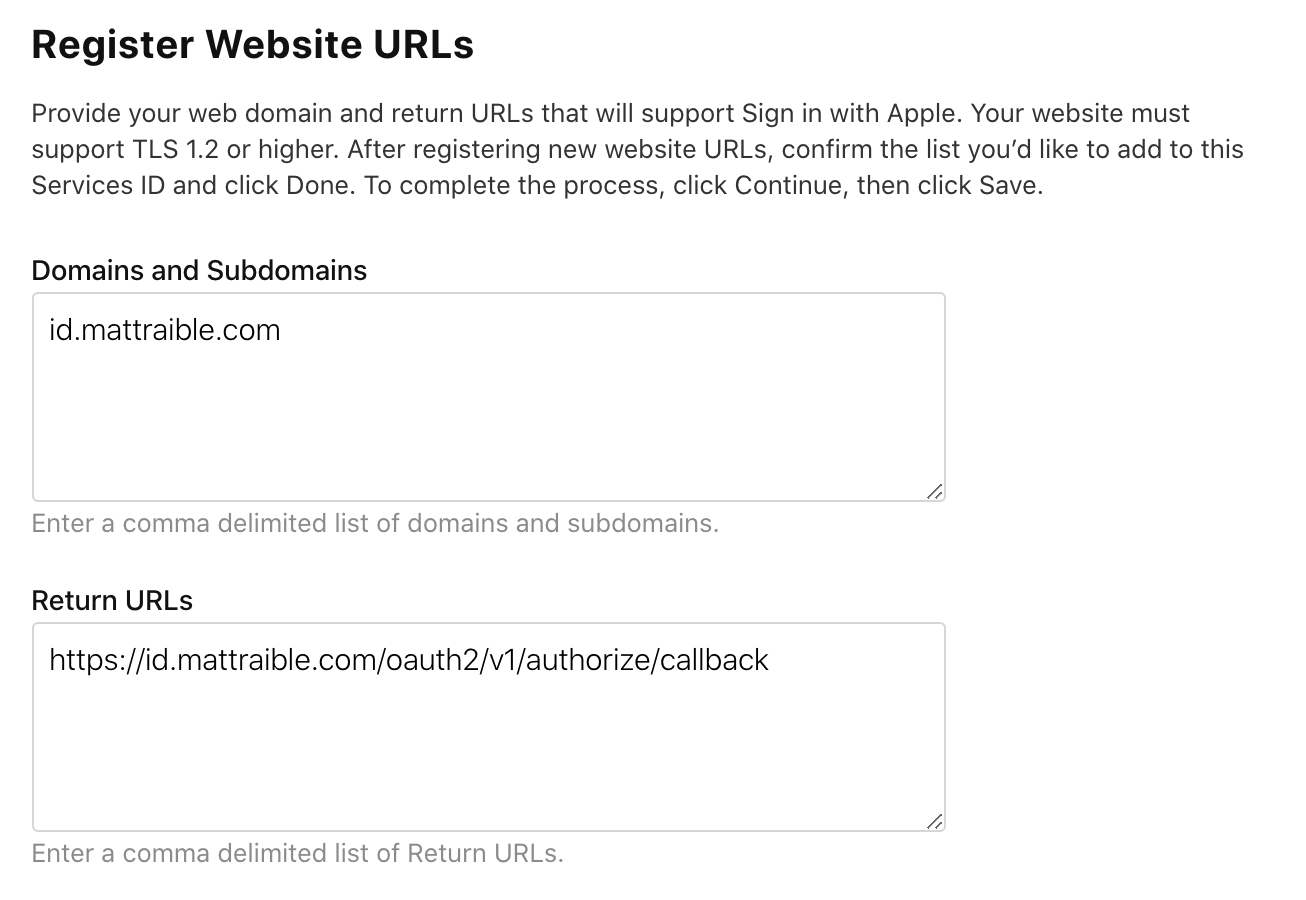 Register Website URLs
Provide your web domain and return URLs that will support Sign in with Apple. Your website must
support TLS 1.2 or higher. After registering new website URLs, confirm the list you’d like to add to this
Services ID and click Done. To complete the process, click Continue, then click Save.
Domains and Subdomains
id.mattraible.com
Enter a comma delimited list of domains and subdomains.
Return URLs
https://id.mattraible.com/oauth2/v1/authorize/callback
Enter a comma delimited list of Return URLs.